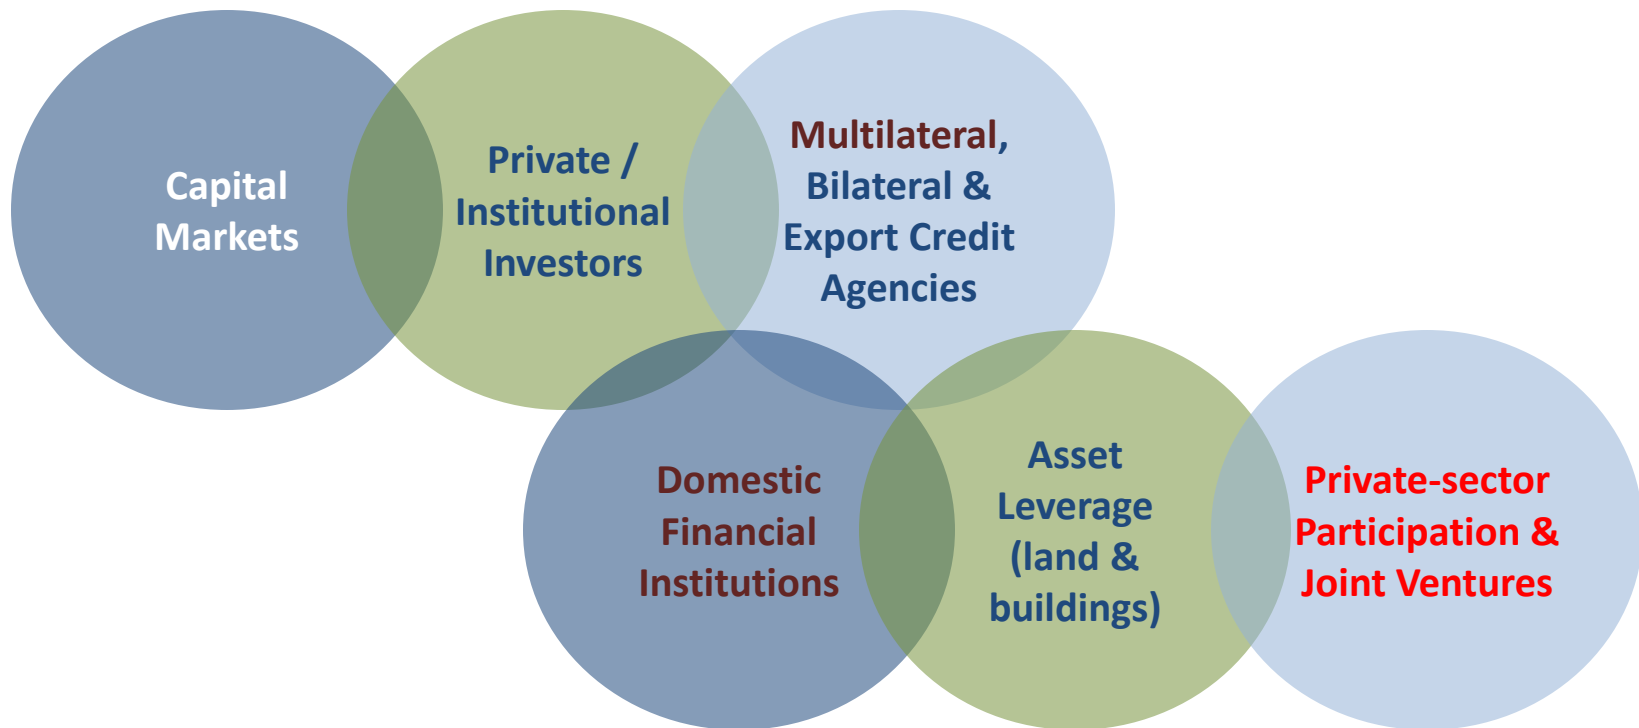 Capital
Markets
Private /
Institutional
Investors
Multilateral,
Bilateral &
Export Credit
Agencies
Domestic
Financial
Institutions
Asset
Leverage
(land &
buildings)
Private-sector
Participation &
Joint Ventures